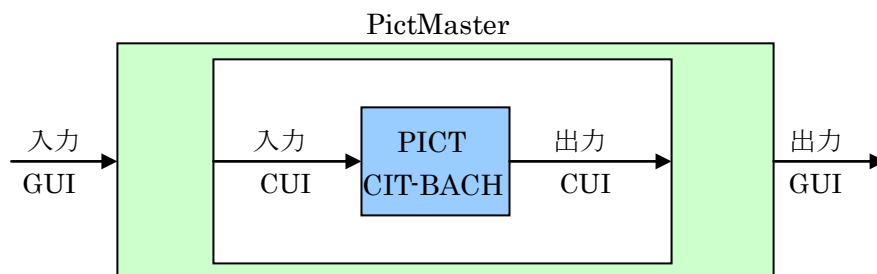 PictMaster
入力
GUI
入力
CUI
PICT
CIT-BACH
出力
CUI
出力
GUI